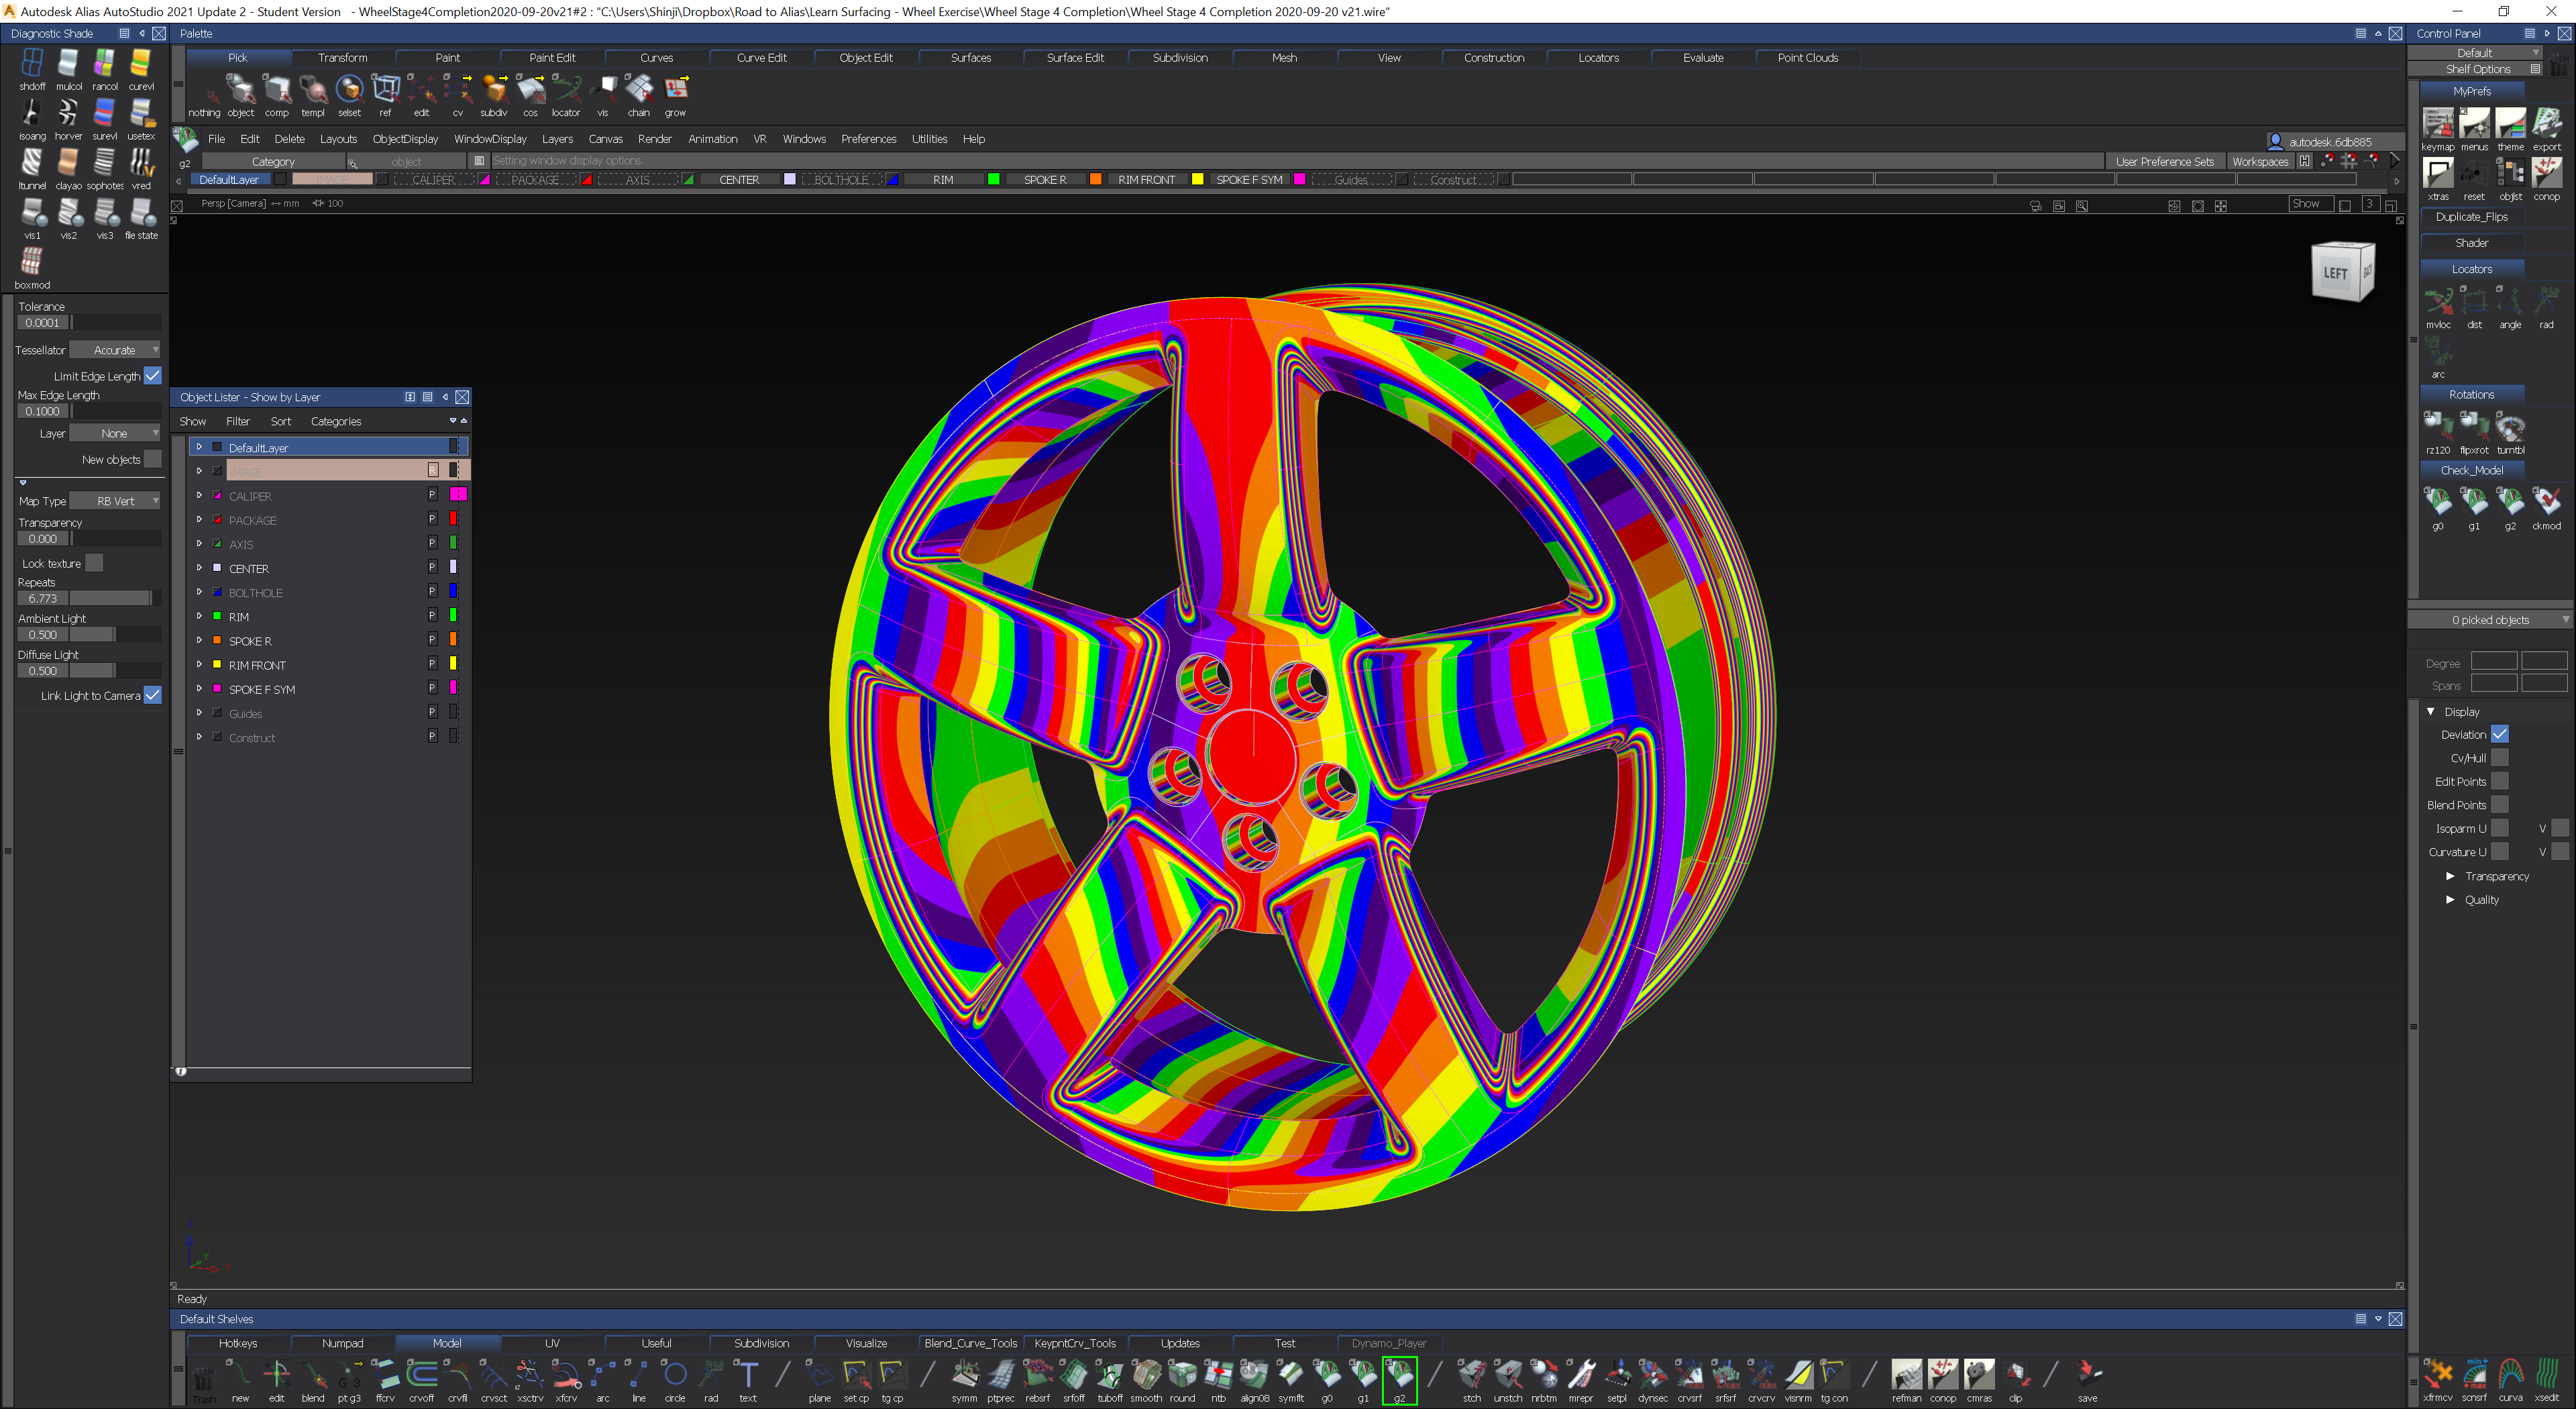 Autodesk Alias AutoStudio 2021 Update 2 - Student Version - WheelStage4Completion2020-09-20v21#2 : "C:\Users\Shinji\Dropbox\Road to Alias\Learn Surfacing - Wheel Exercise\Wheel Stage 4 Completion\Wheel Stage 4 Completion 2020-09-20 v21.wire"
Diagnostic Shade
shdoff mulcol rancol curevl
isoang horver surevl usetex
ltunnel clayao sophotes vred
vis1 vis2 vis3 file state
boxmod
Tolerance
0.0001
Tessellator Accurate
Limit Edge Length
Max Edge Length
0.1000
Layer None
New objects
Map Type RB Vert
Transparency
0.000
Lock texture
Repeats
6.773
Ambient Light
0.500
Diffuse Light
0.500
Link Light to Camera
Palette
Pick Transform Paint Paint Edit Curves Curve Edit Object Edit Surfaces Surface Edit Subdivision Mesh View Construction Locators Evaluate Point Clouds
nothing object comp templ selset ref edit cv subdiv cos locator vis chain grow
File Edit Delete Layouts ObjectDisplay WindowDisplay Layers Canvas Render Animation VR Windows Preferences Utilities Help
autodesk.6db885
g2 Category object Setting window display options. User Preference Sets Workspaces
DefaultLayer IMAGE CALIPER PACKAGE AXIS CENTER BOLTHOLE RIM SPOKE R RIM FRONT SPOKE F SYM Guides Construct
Persp [Camera] mm 100 Show 3
LEFT BACK
Object Lister - Show by Layer
Show Filter Sort Categories
DefaultLayer
IMAGE R
CALIPER P
PACKAGE P
AXIS P
CENTER P
BOLTHOLE P
RIM P
SPOKE R P
RIM FRONT P
SPOKE F SYM P
Guides P
Construct P
Ready
Default Shelves
Hotkeys Numpad Model UV Useful Subdivision Visualize Blend_Curve_Tools KeypntCrv_Tools Updates Test Dynamo_Player
Trash new edit blend pt g3 ffcrv crvoff crvfil crvsct xsctrv xfcrv arc line circle rad text plane set cp tg cp symm ptprec rebsrf srfoff tuboff smooth round ntb align08 symflt g0 g1 g2 stch unstch nrbtm mrepr setpl dynsec crvsrf srfsrf crvcrv visnrm tg con refman conop cmras clip save
Control Panel
Default
Shelf Options
MyPrefs
keymap menus theme export
xtras reset objlist conop
Duplicate_Flips
Shader
Locators
mvloc dist angle rad
arc
Rotations
rz120 flipxrot turntbl
Check_Model
g0 g1 g2 ckmod
0 picked objects
Degree
Spans
Display
Deviation
Cv/Hull
Edit Points
Blend Points
Isoparm U V
Curvature U V
Transparency
Quality
xfrmcv scnsrf curva xsedit